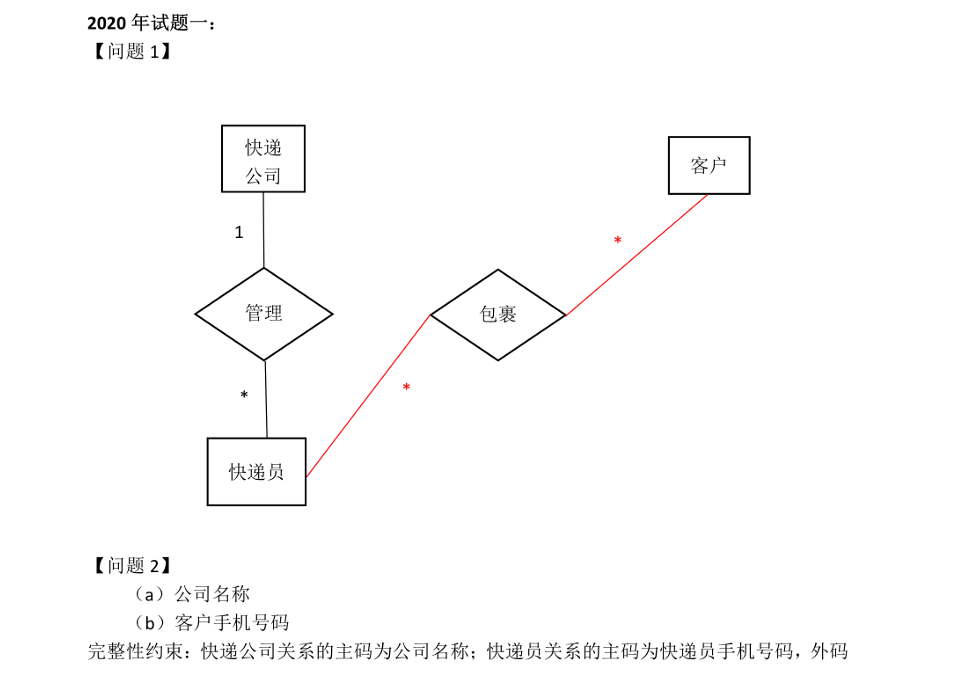 2020 年试题一：
【问题 1】
快递
公司
客户
1
*
管理
包裹
*
*
快递员
【问题 2】
（a）公司名称
（b）客户手机号码
完整性约束：快递公司关系的主码为公司名称；快递员关系的主码为快递员手机号码，外码